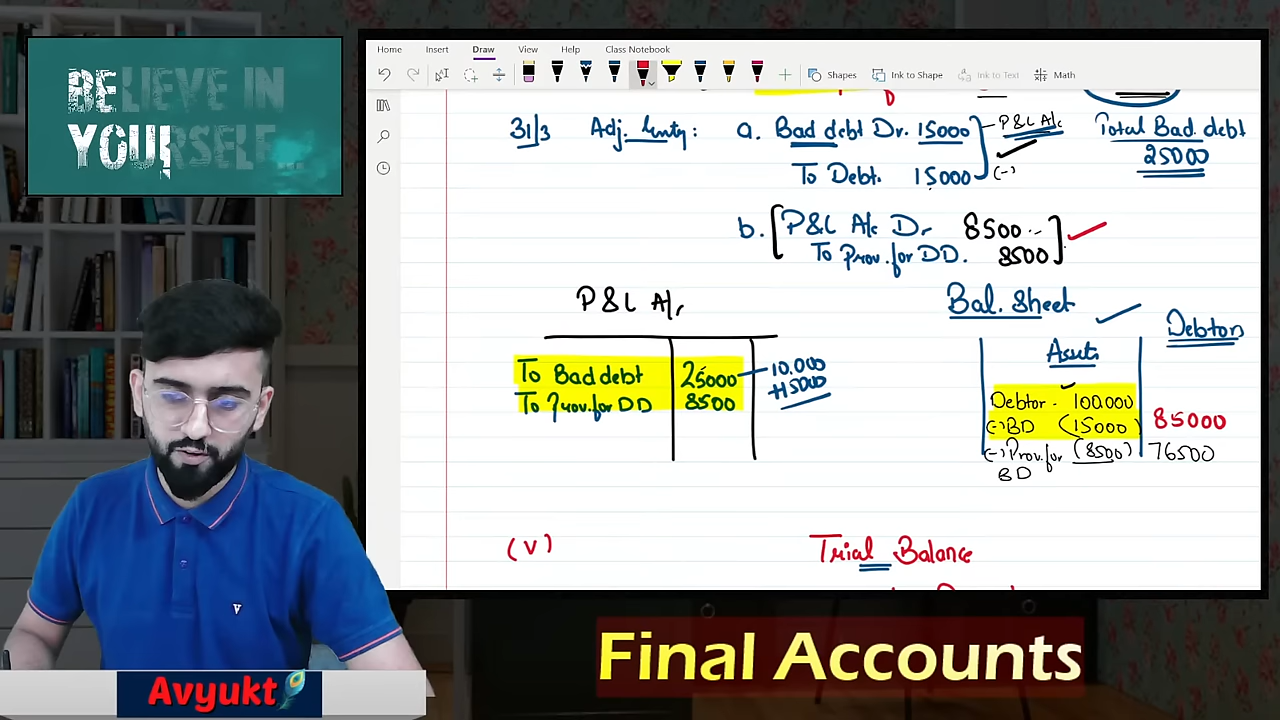 BELIEVE IN
YOURSELF...
Home Insert Draw View Help Class Notebook
Shapes Ink to Shape Ink to Text Math
31/3 Adj. Entry: a. Bad debt Dr. 15000 P&L A/c
To Debt. 15000 (-)
Total Bad. debt
25000
b. P&L A/c Dr 8500
To Prov. for DD. 8500
P&L A/c
To Bad debt 25000 10.000
+15000
To Prov. for DD 8500
Bal. Sheet
Debtor
Assets
Debtor - 100.000
(-) BD (15000) 85000
(-) Prov. for (8500) 76500
BD
(V) Trial Balance
Final Accounts
Avyukt